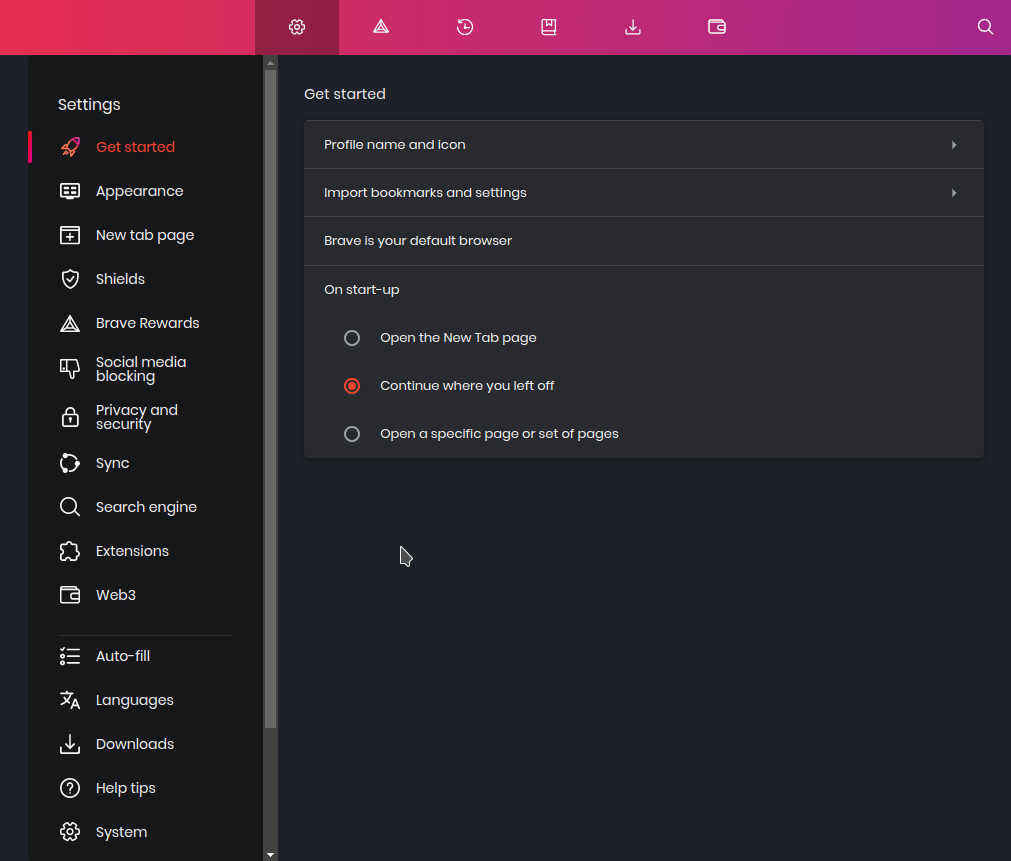 Settings
Get started
Appearance
New tab page
Shields
Brave Rewards
Social media
blocking
Privacy and
security
Sync
Search engine
Extensions
Web3
Auto-fill
Languages
Downloads
Help tips
System
Get started
Profile name and icon
Import bookmarks and settings
Brave is your default browser
On start-up
Open the New Tab page
Continue where you left off
Open a specific page or set of pages